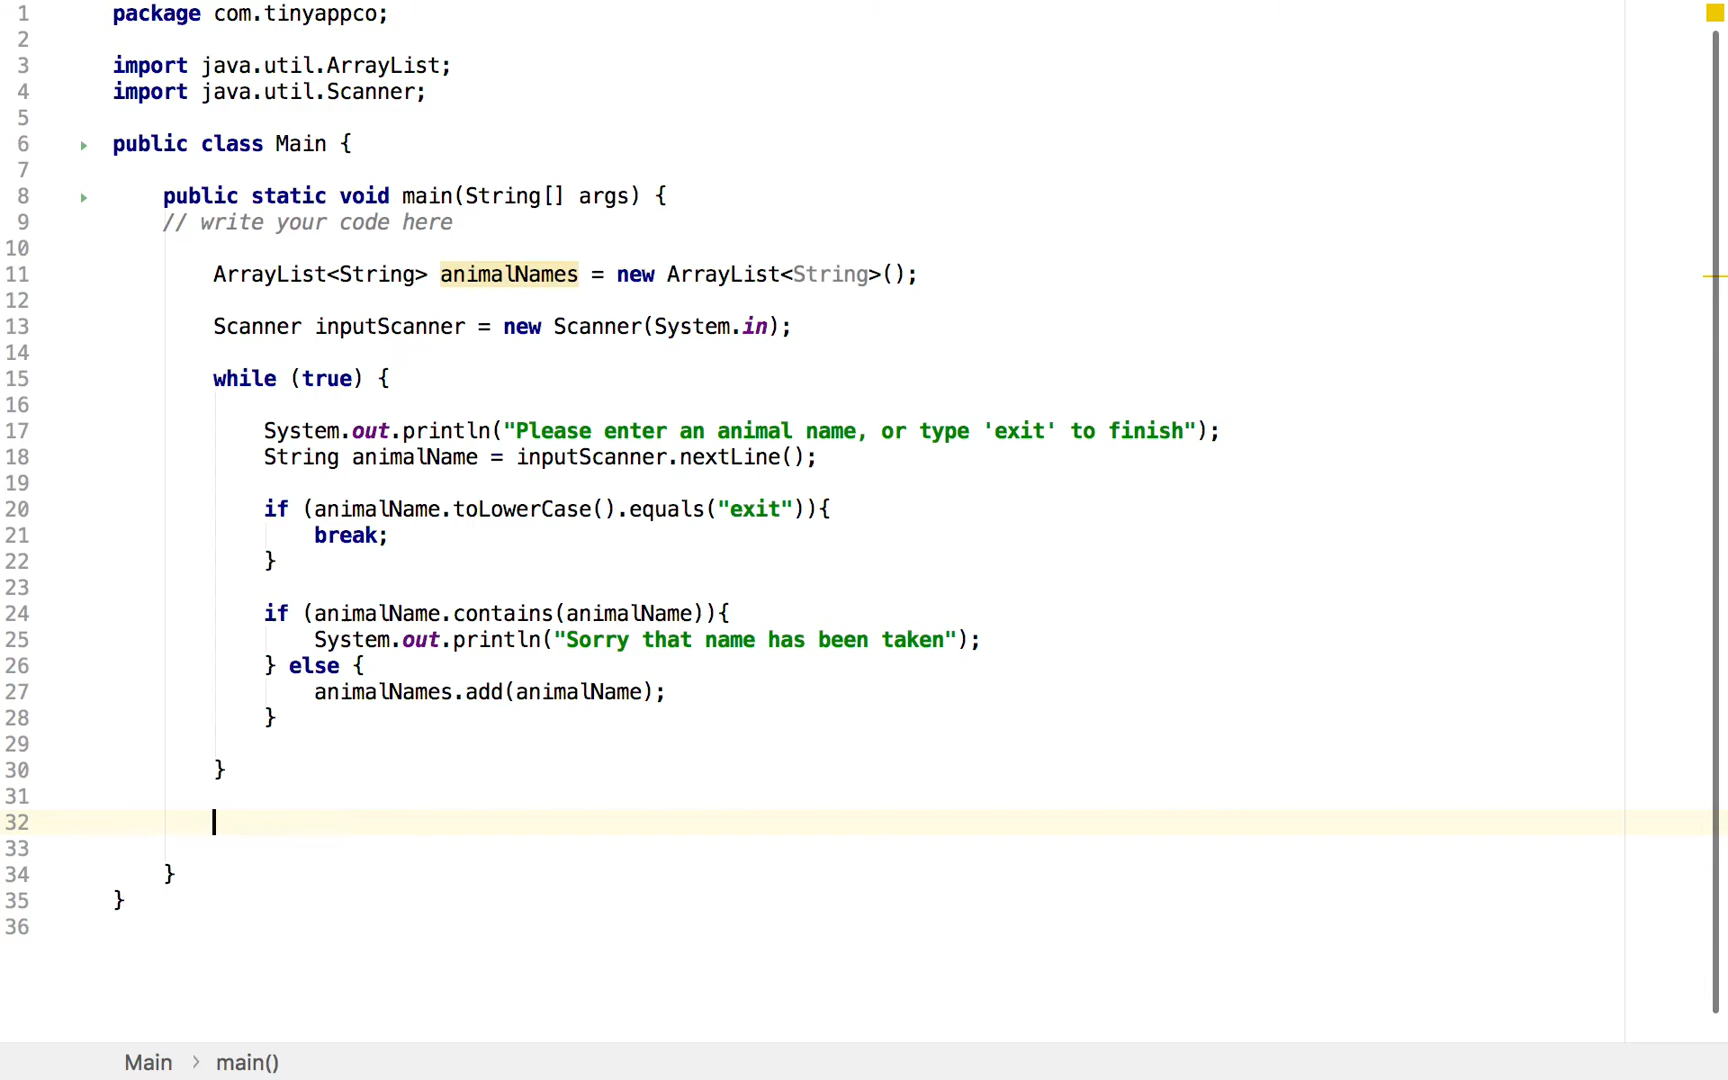 1 package com.tinyappco;
2
3 import java.util.ArrayList;
4 import java.util.Scanner;
5
6 public class Main {
7
8 public static void main(String[] args) {
9 // write your code here
10
11 ArrayList<String> animalNames = new ArrayList<String>();
12
13 Scanner inputScanner = new Scanner(System.in);
14
15 while (true) {
16
17 System.out.println("Please enter an animal name, or type 'exit' to finish");
18 String animalName = inputScanner.nextLine();
19
20 if (animalName.toLowerCase().equals("exit")){
21 break;
22 }
23
24 if (animalName.contains(animalName)){
25 System.out.println("Sorry that name has been taken");
26 } else {
27 animalNames.add(animalName);
28 }
29
30 }
31
32
33
34 }
35 }
36
Main > main()